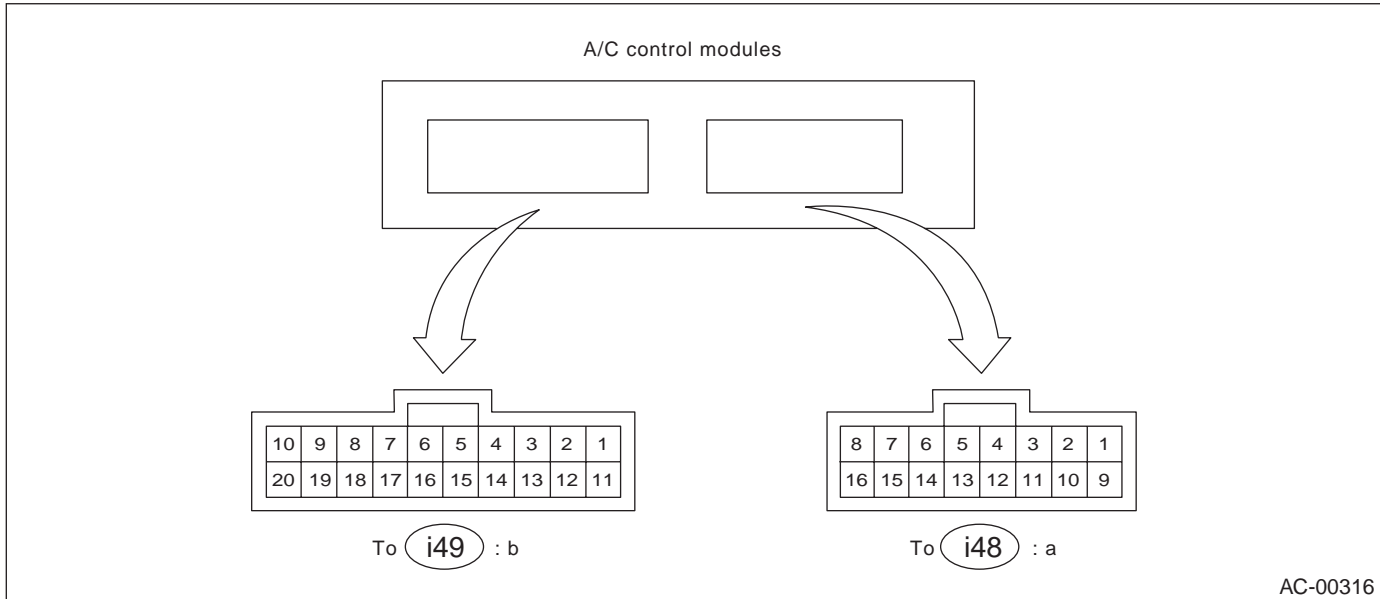 A/C control modules
10 9 8 7 6 5 4 3 2 1
20 19 18 17 16 15 14 13 12 11
To i49 : b
8 7 6 5 4 3 2 1
16 15 14 13 12 11 10 9
To i48 : a
AC-00316